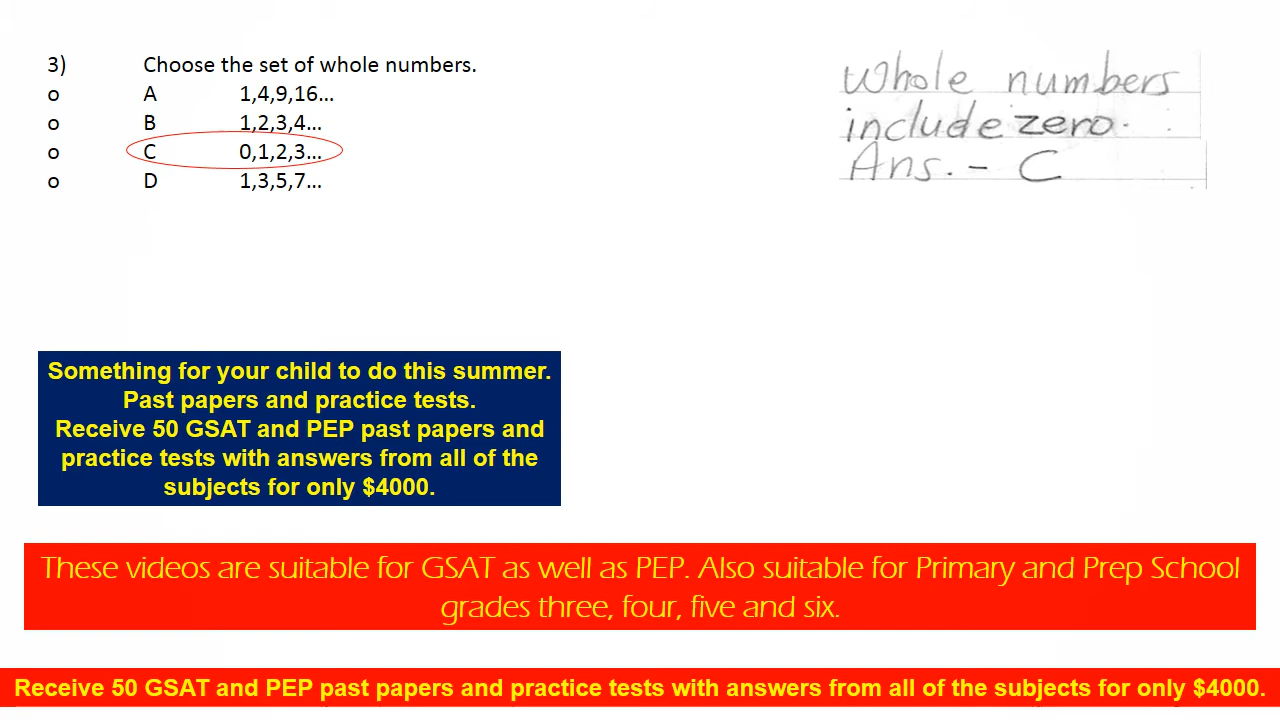 3) Choose the set of whole numbers.
o A 1,4,9,16...
o B 1,2,3,4...
o C 0,1,2,3...
o D 1,3,5,7...
Whole numbers
include zero.
Ans. - C
Something for your child to do this summer.
Past papers and practice tests.
Receive 50 GSAT and PEP past papers and
practice tests with answers from all of the
subjects for only $4000.
These videos are suitable for GSAT as well as PEP. Also suitable for Primary and Prep School
grades three, four, five and six.
Receive 50 GSAT and PEP past papers and practice tests with answers from all of the subjects for only $4000.